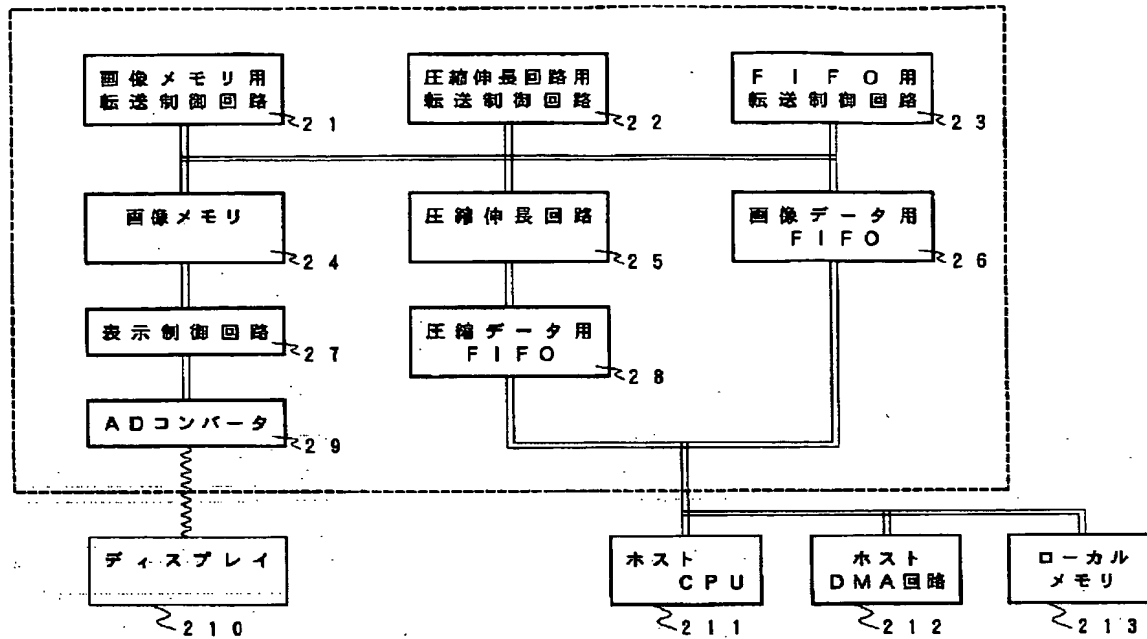 画像メモリ用
転送制御回路
21
圧縮伸長回路用
転送制御回路
22
FIFO用
転送制御回路
23
画像メモリ
24
圧縮伸長回路
25
画像データ用
FIFO
26
表示制御回路
27
圧縮データ用
FIFO
28
ADコンバータ
29
ディスプレイ
210
ホスト
CPU
211
ホスト
DMA回路
212
ローカル
メモリ
213